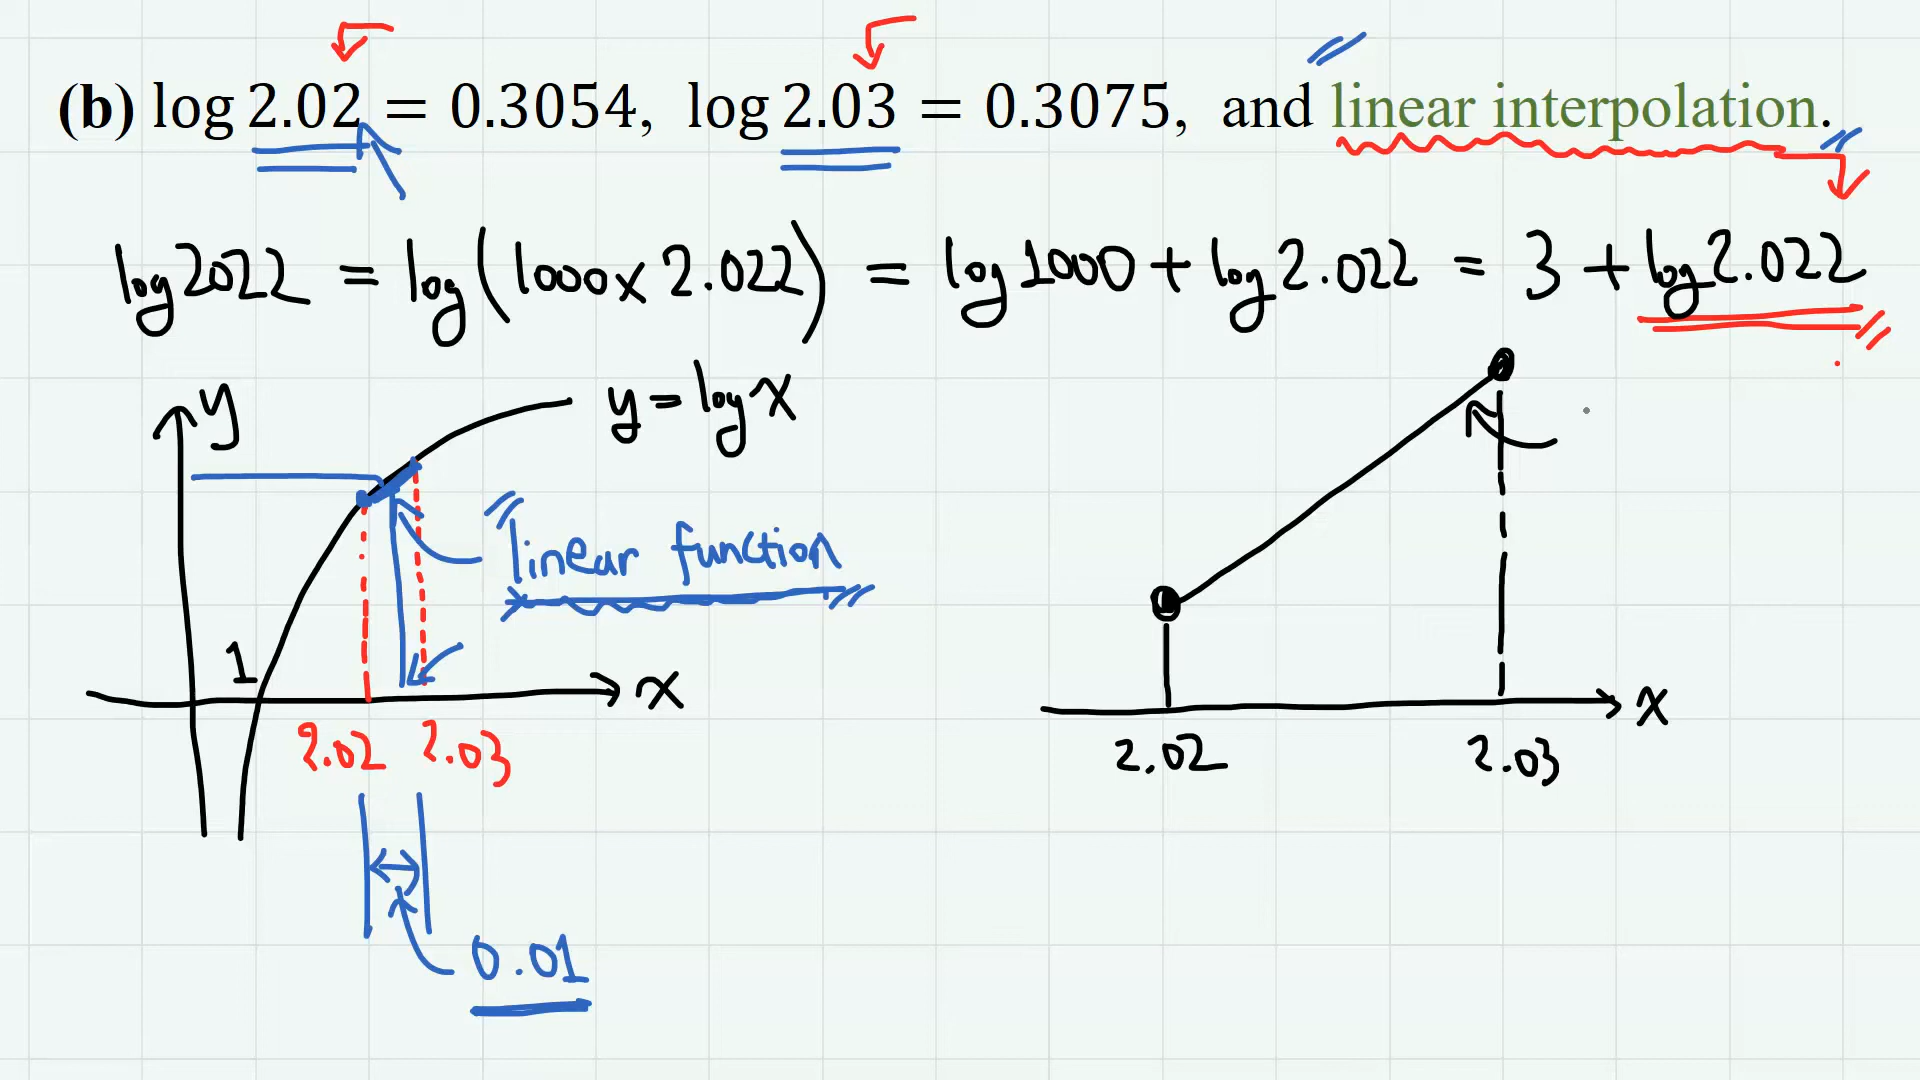 (b) log 2.02 = 0.3054, log 2.03 = 0.3075, and linear interpolation.
log2022 = log(1000 x 2.022) = log1000 + log2.022 = 3 + log2.022
y
y = logx
linear function
1
x
2.02 2.03
0.01
x
2.02 2.03